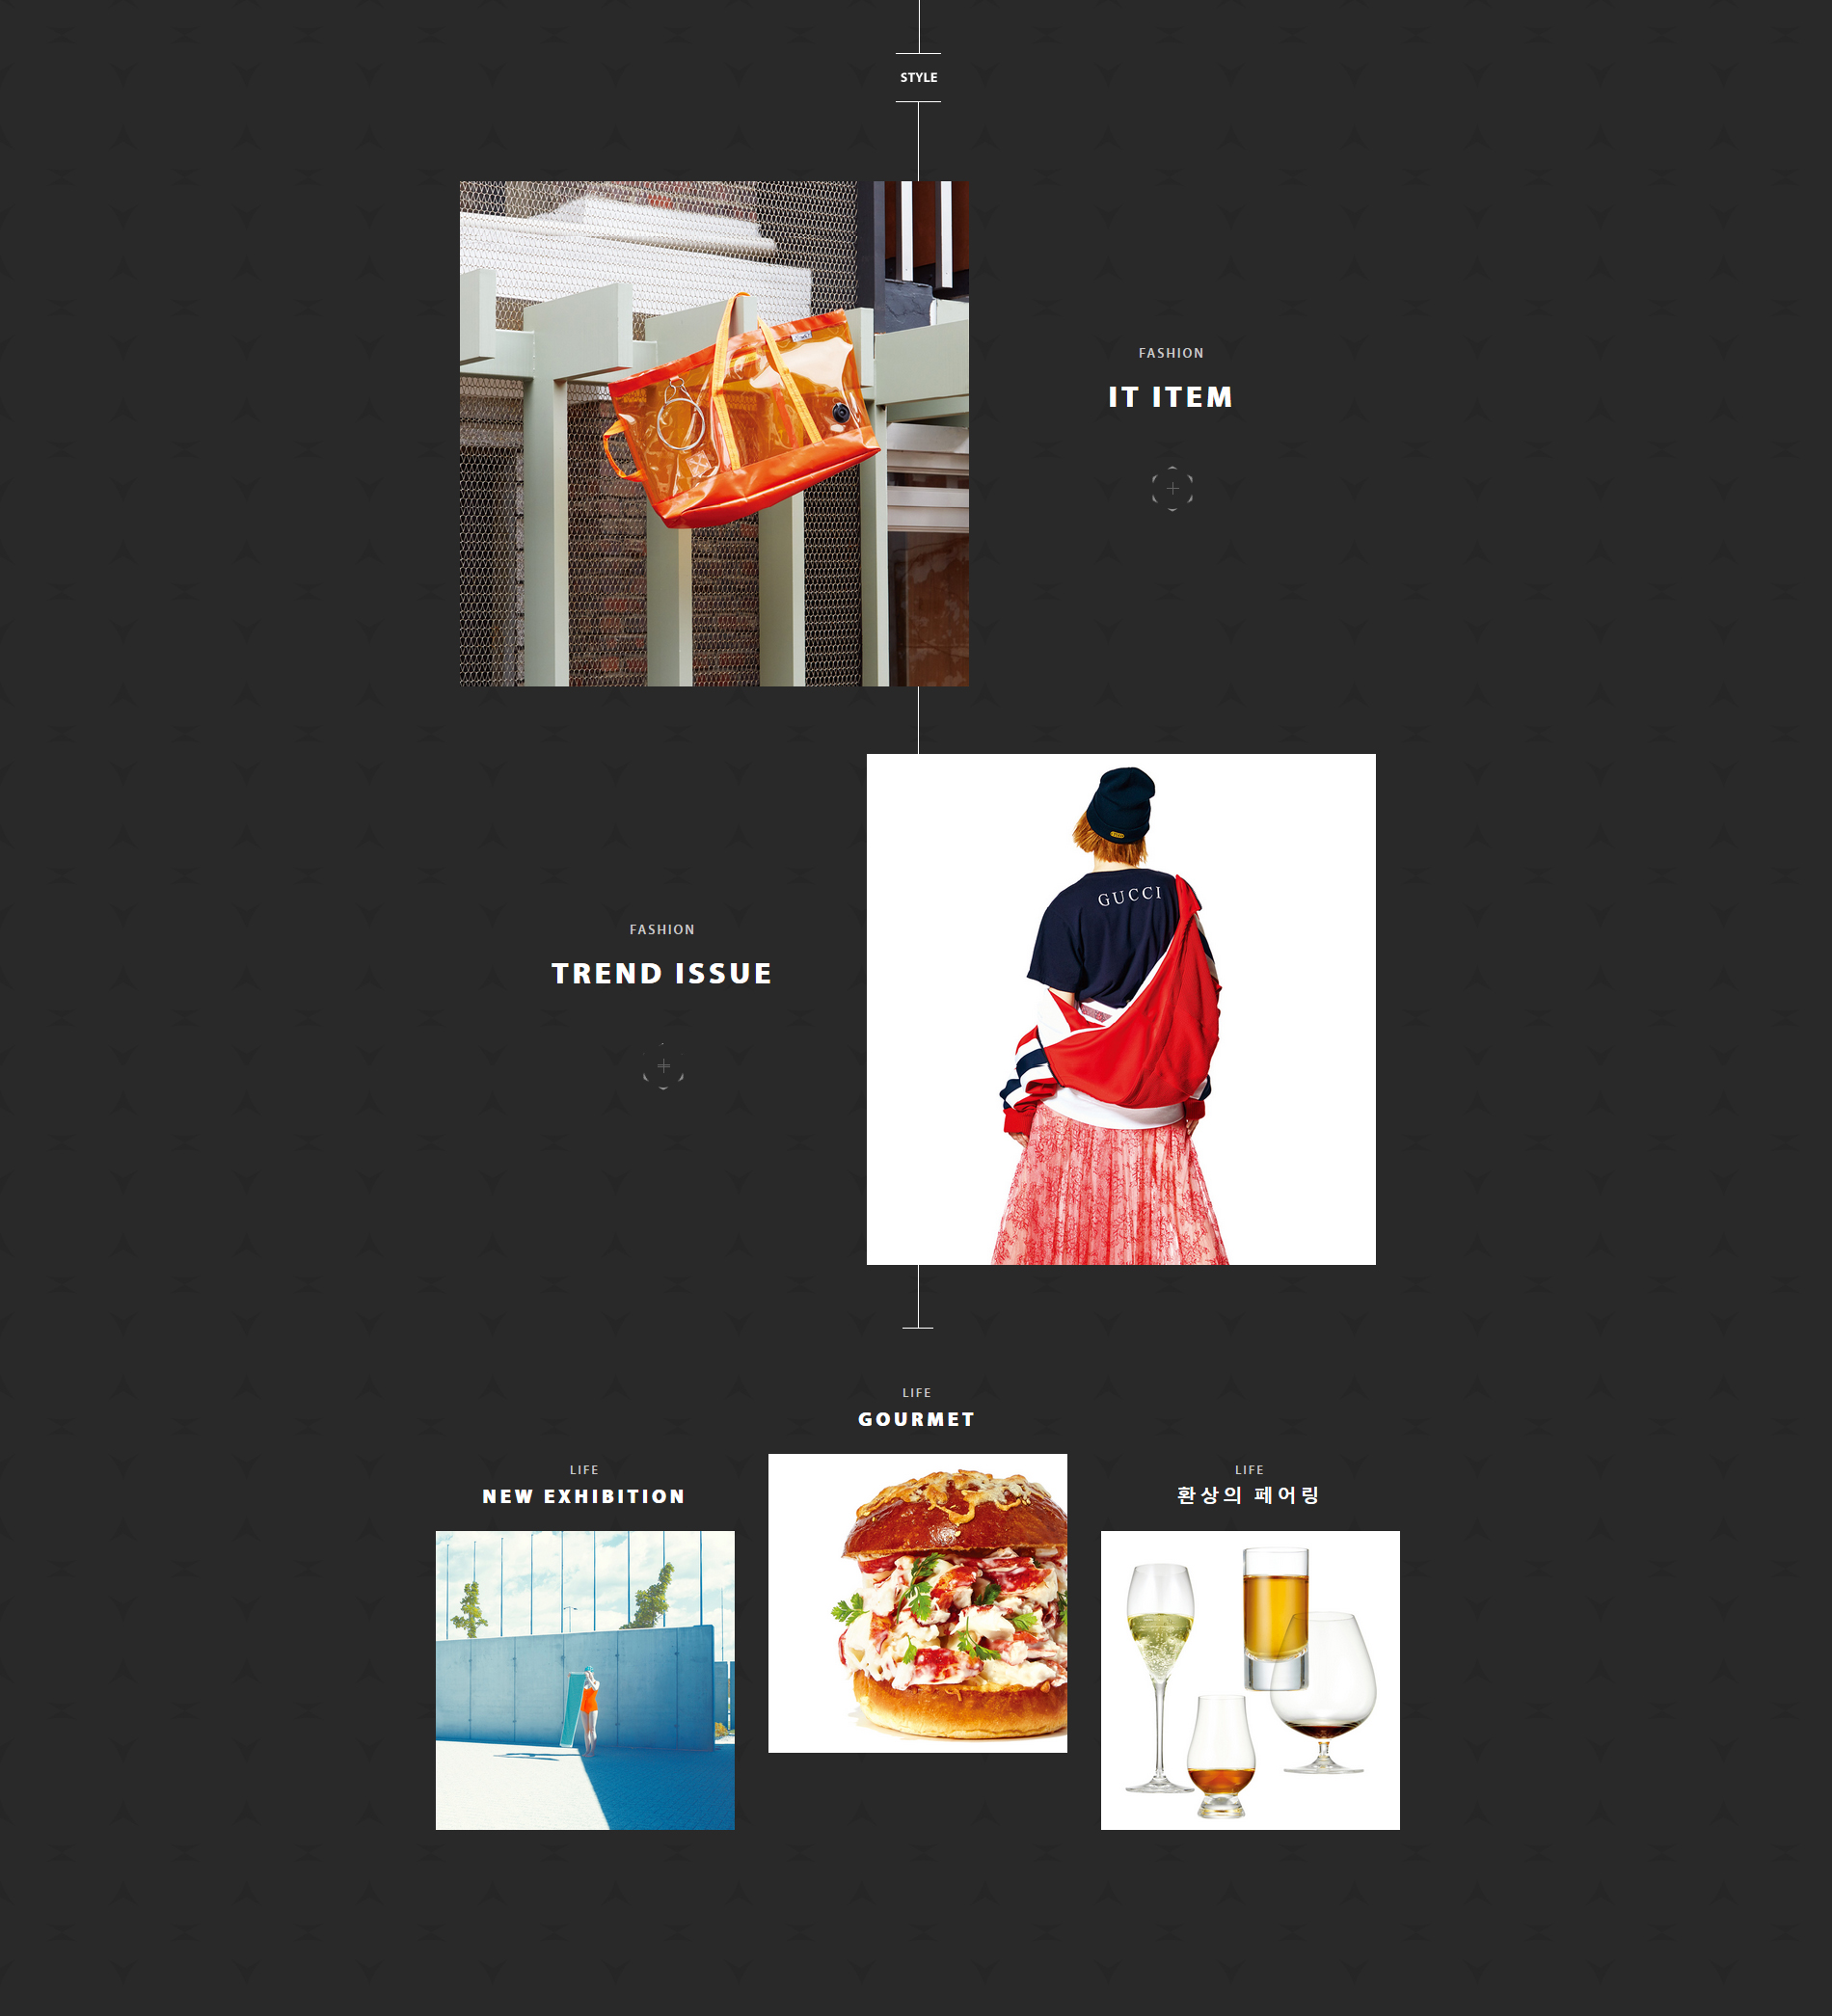 STYLE
FASHION
IT ITEM
FASHION
TREND ISSUE
GUCCI
LIFE
GOURMET
LIFE
NEW EXHIBITION
LIFE
환상의 페어링